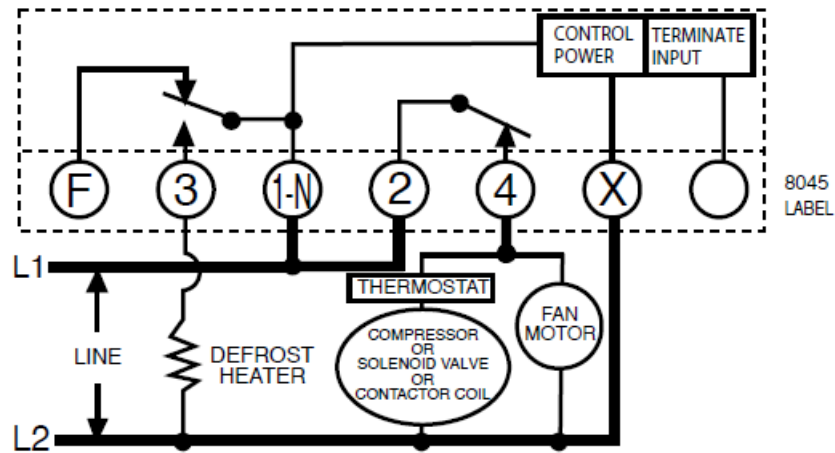 CONTROL
POWER
TERMINATE
INPUT
F
3
1-N
2
4
X
8045
LABEL
L1
THERMOSTAT
FAN
MOTOR
COMPRESSOR
OR
SOLENOID VALVE
OR
CONTACTOR COIL
LINE
DEFROST
HEATER
L2